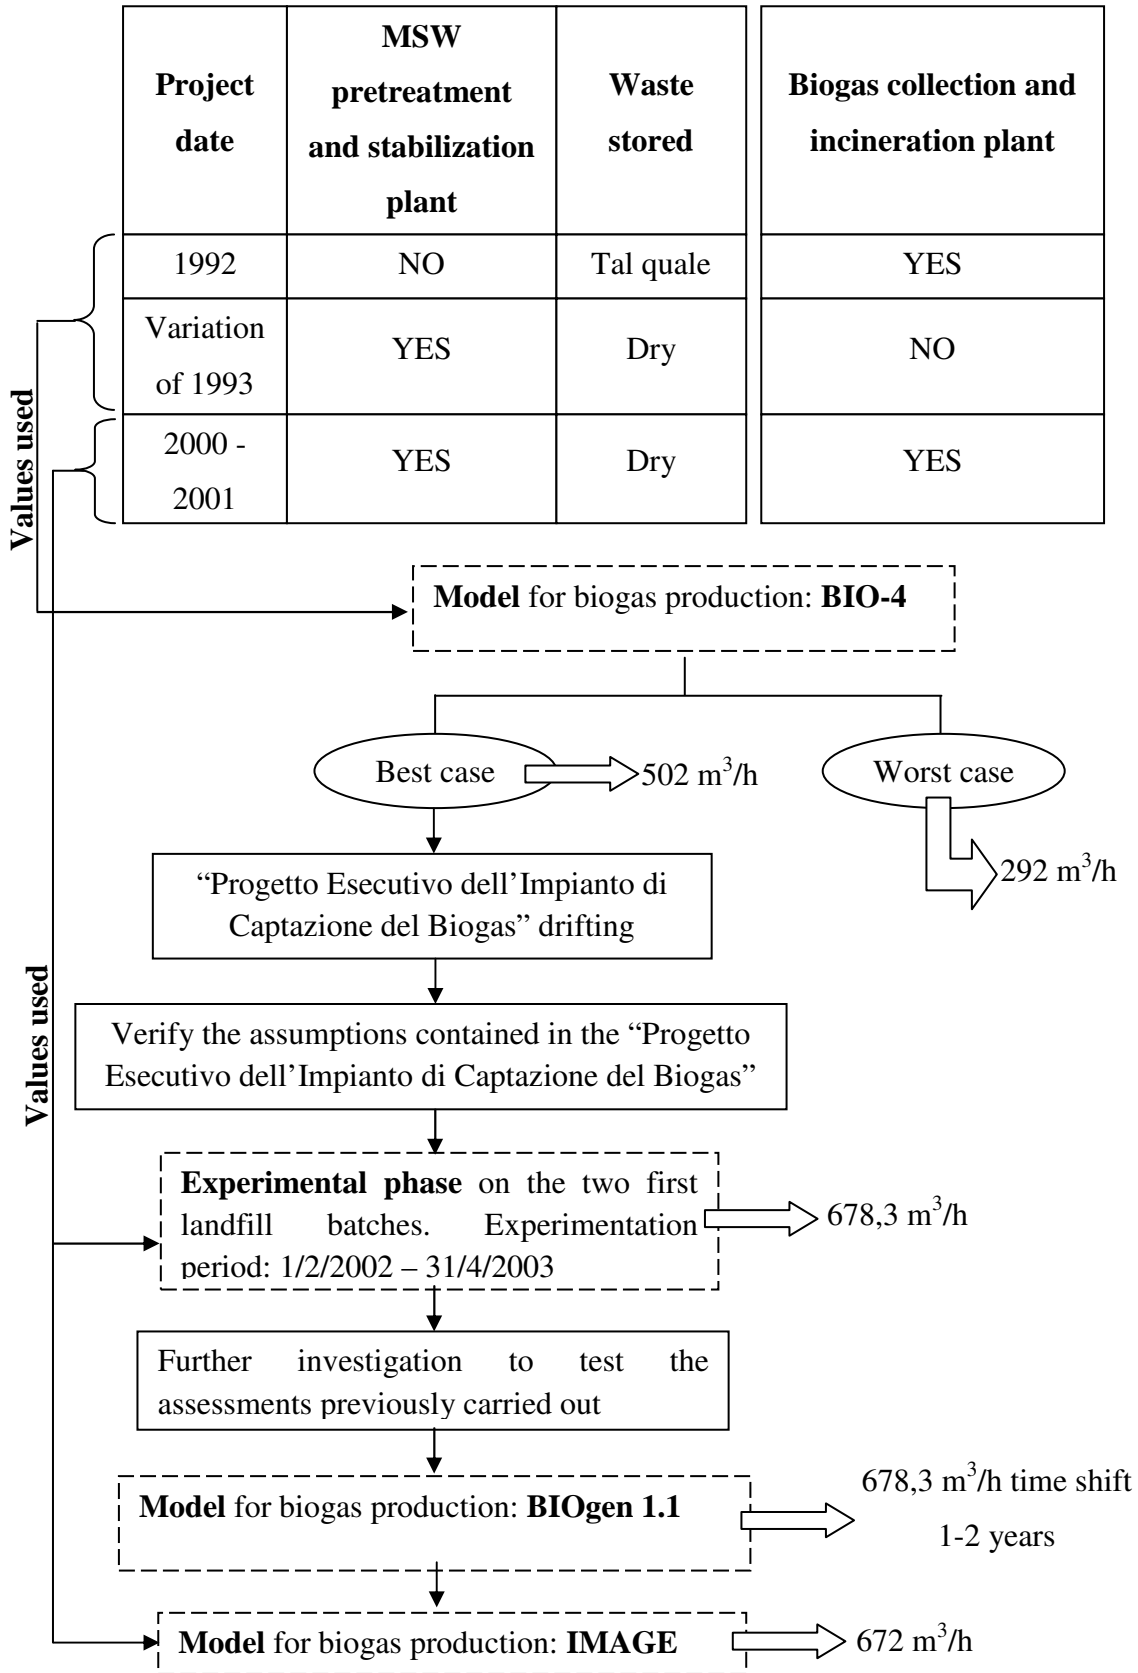 Project
date
MSW
pretreatment
and stabilization
plant
Waste
stored
Biogas collection and
incineration plant
1992
NO
Tal quale
YES
Variation
of 1993
YES
Dry
NO
2000 -
2001
YES
Dry
YES
Values used
Model for biogas production: BIO-4
Best case
502 m³/h
Worst case
292 m³/h
“Progetto Esecutivo dell’Impianto di
Captazione del Biogas” drifting
Verify the assumptions contained in the “Progetto
Esecutivo dell’Impianto di Captazione del Biogas”
Values used
Experimental phase on the two first
landfill batches. Experimentation
period: 1/2/2002 – 31/4/2003
678,3 m³/h
Further investigation to test the
assessments previously carried out
Model for biogas production: BIOgen 1.1
678,3 m³/h time shift
1-2 years
Model for biogas production: IMAGE
672 m³/h